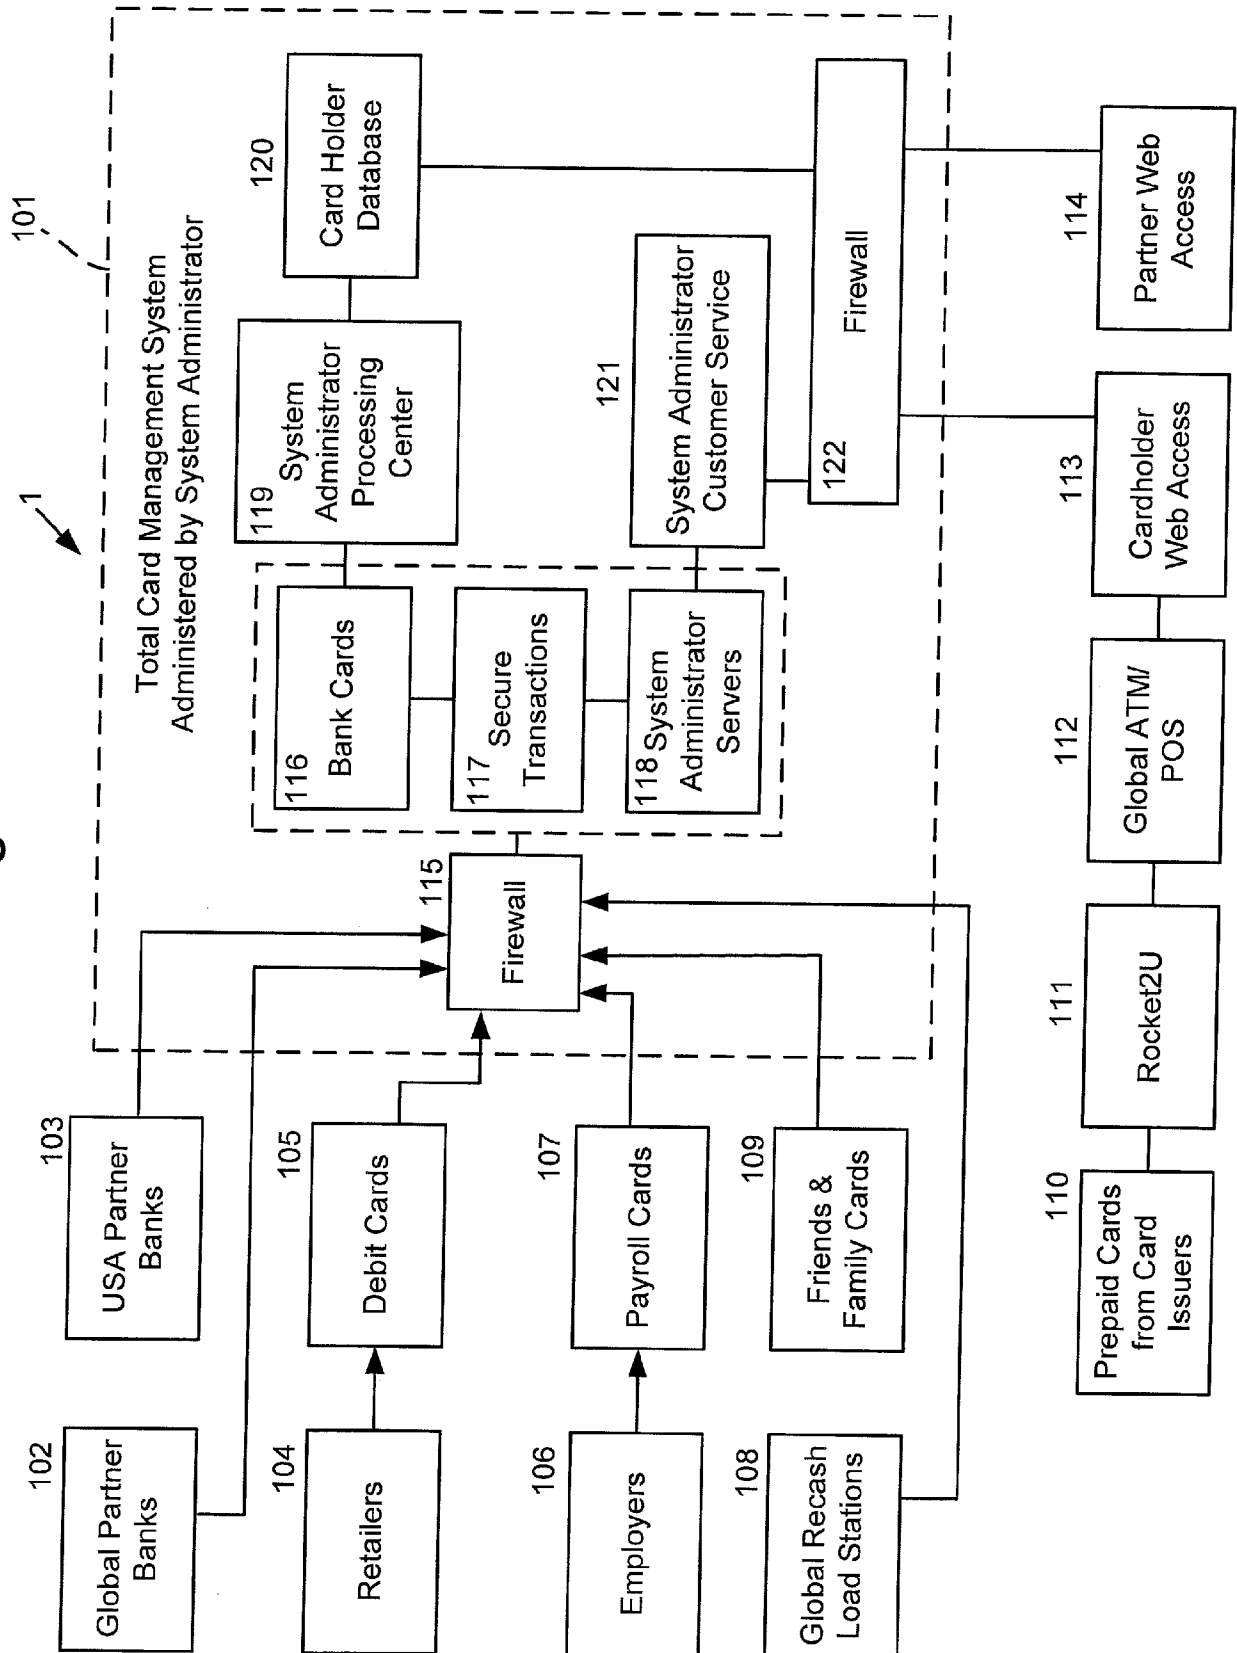 1
101
Total Card Management System
Administered by System Administrator
102
Global Partner
Banks
103
USA Partner
Banks
104
Retailers
105
Debit Cards
106
Employers
107
Payroll Cards
108
Global Recash
Load Stations
109
Friends &
Family Cards
115
Firewall
116
Bank Cards
117
Secure
Transactions
118 System
Administrator
Servers
119
System
Administrator
Processing
Center
120
Card Holder
Database
121
System Administrator
Customer Service
122
Firewall
110
Prepaid Cards
from Card
Issuers
111
Rocket2U
112
Global ATM/
POS
113
Cardholder
Web Access
114
Partner Web
Access